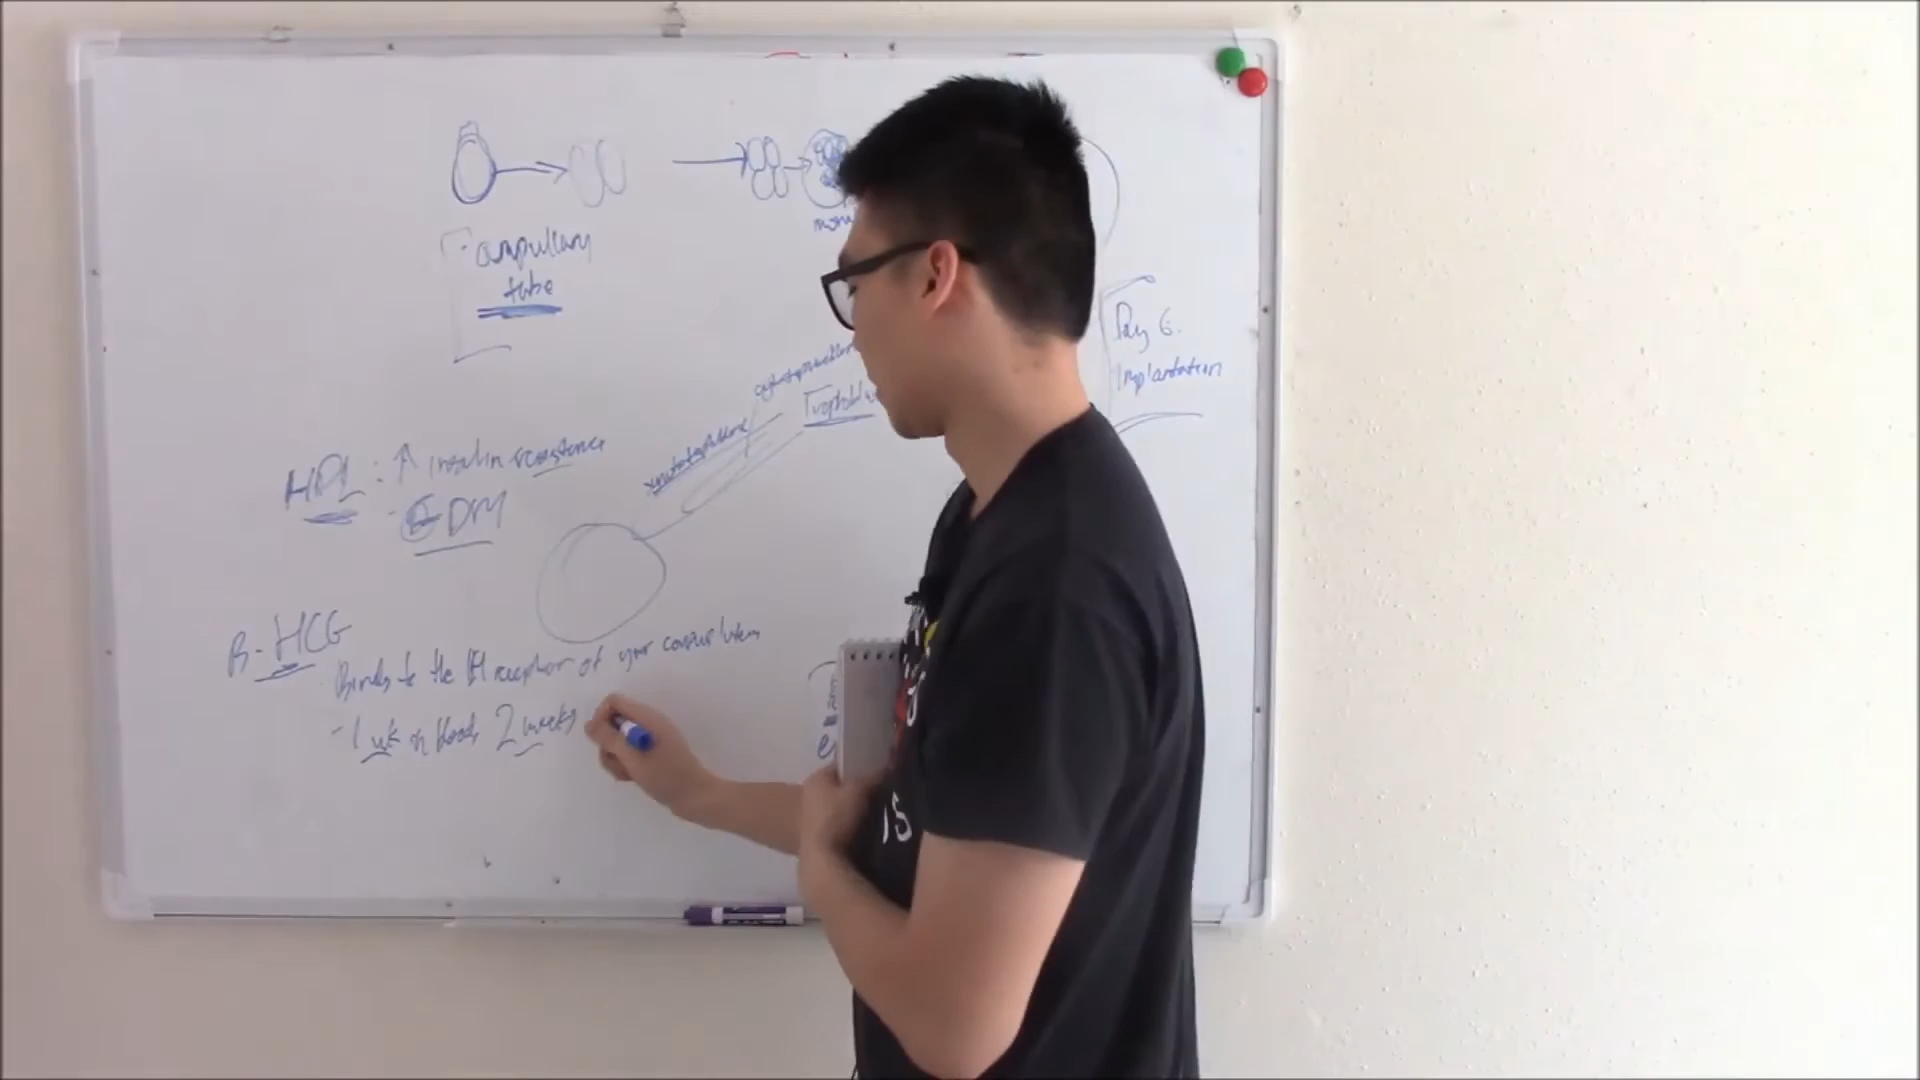 ampullary
tube
Day 6.
Implantation
HPL : ↑ insulin resistance
- GDM
B-HCG
Binds to the LH receptor of your corpus luteum
- 1 wk in blood, 2 weeks